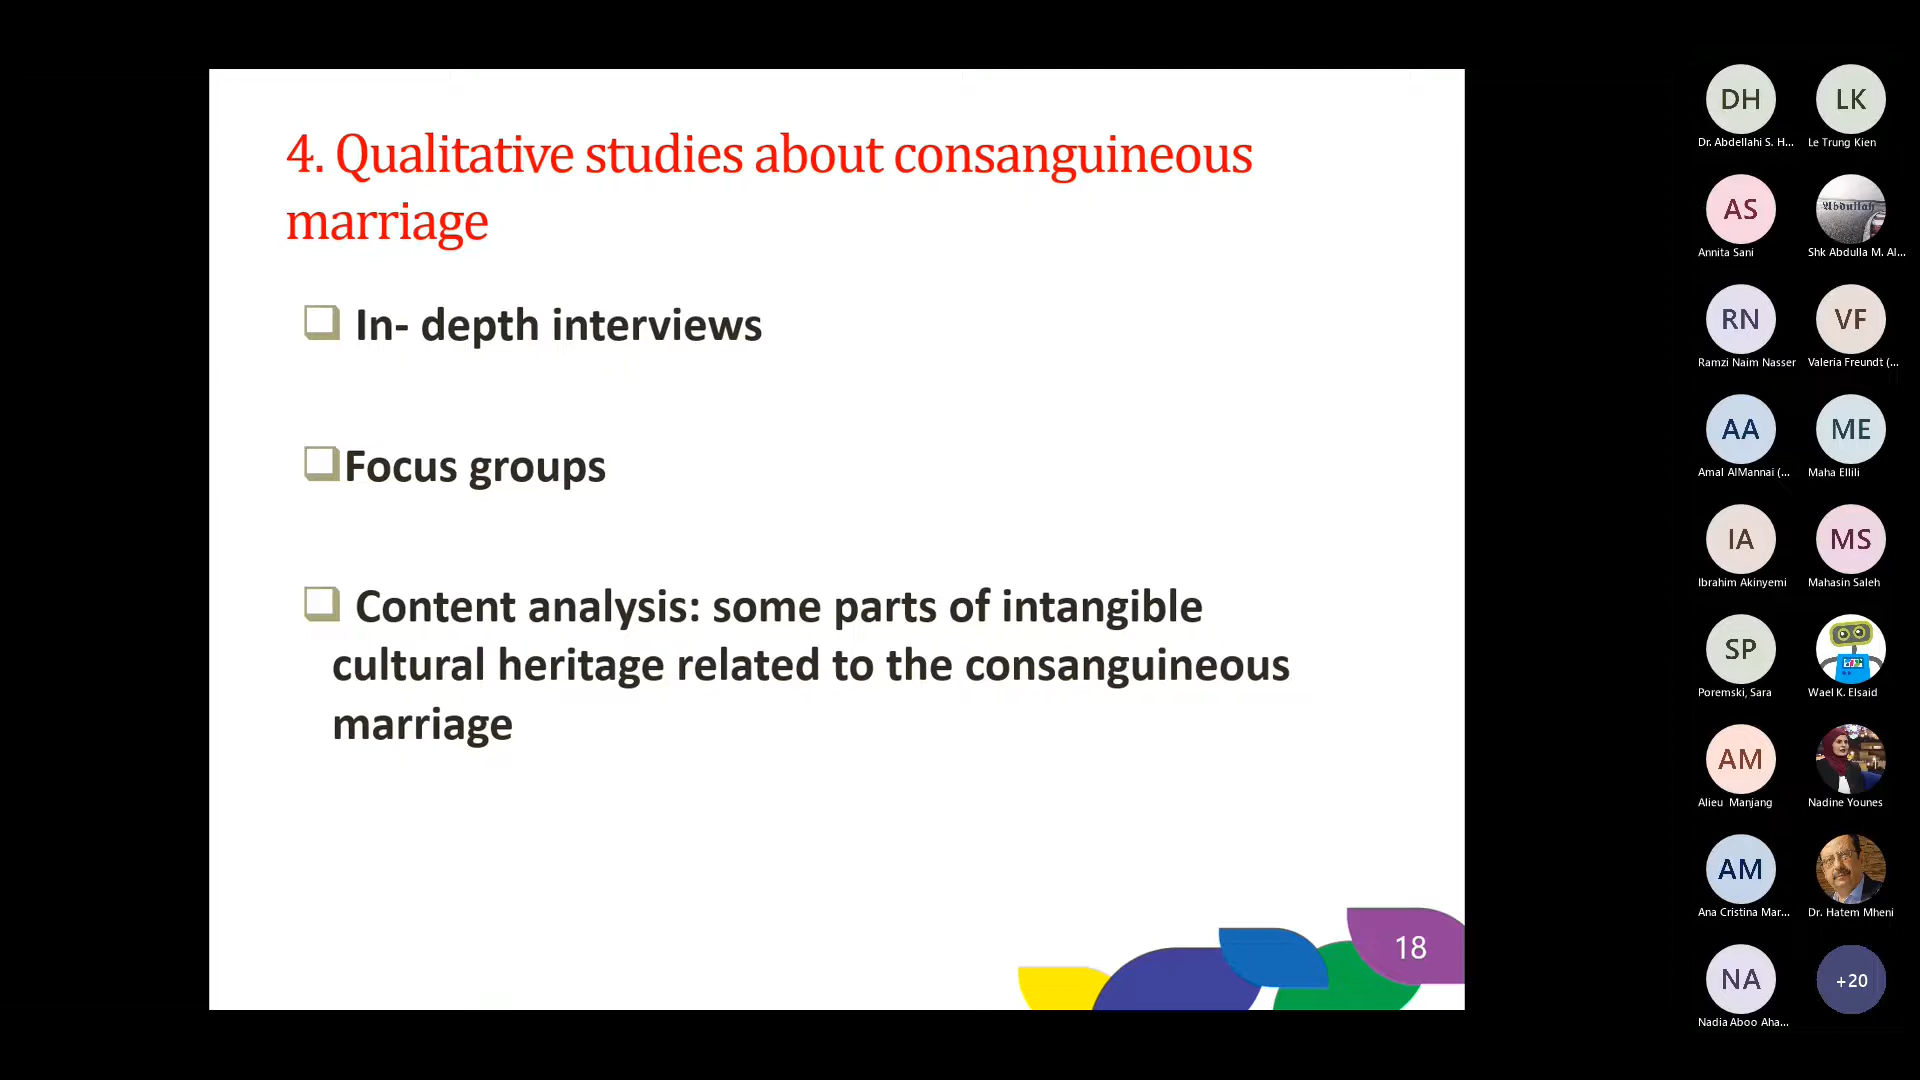 4. Qualitative studies about consanguineous
marriage
In- depth interviews
Focus groups
Content analysis: some parts of intangible
cultural heritage related to the consanguineous
marriage
18
DH
Dr. Abdellahi S. H...
LK
Le Trung Kien
AS
Annita Sani
Abdullah
Shk Abdulla M. Al...
RN
Ramzi Naim Nasser
VF
Valeria Freundt (...
AA
Amal AlMannai (...
ME
Maha Ellili
IA
Ibrahim Akinyemi
MS
Mahasin Saleh
SP
Poremski, Sara
Wael K. Elsaid
AM
Alieu Manjang
Nadine Younes
AM
Ana Cristina Mar...
Dr. Hatem Mheni
NA
Nadia Aboo Aha...
+20